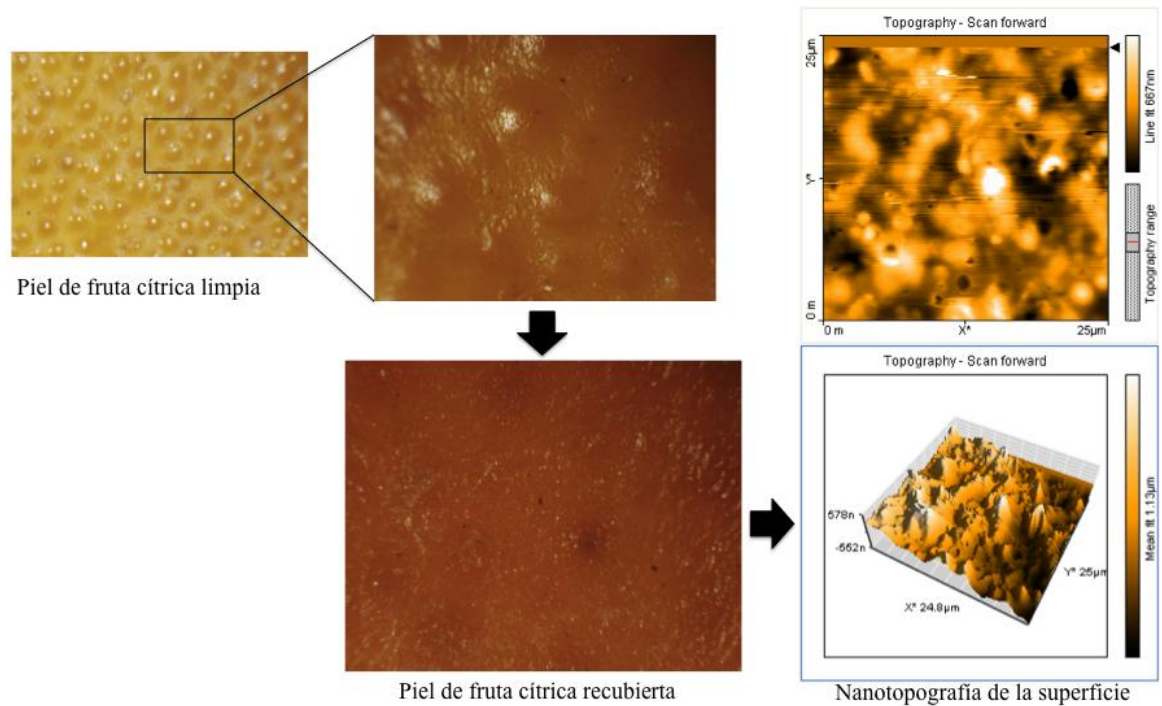 Piel de fruta cítrica limpia
Piel de fruta cítrica recubierta
Topography - Scan forward
25µm
Y*
0 m
0 m
X*
25µm
Line fit 667nm
Topography range
Topography - Scan forward
578n
-552n
X* 24.8µm
Y* 25µm
Mean fit 1.13µm
Nanotopografía de la superficie